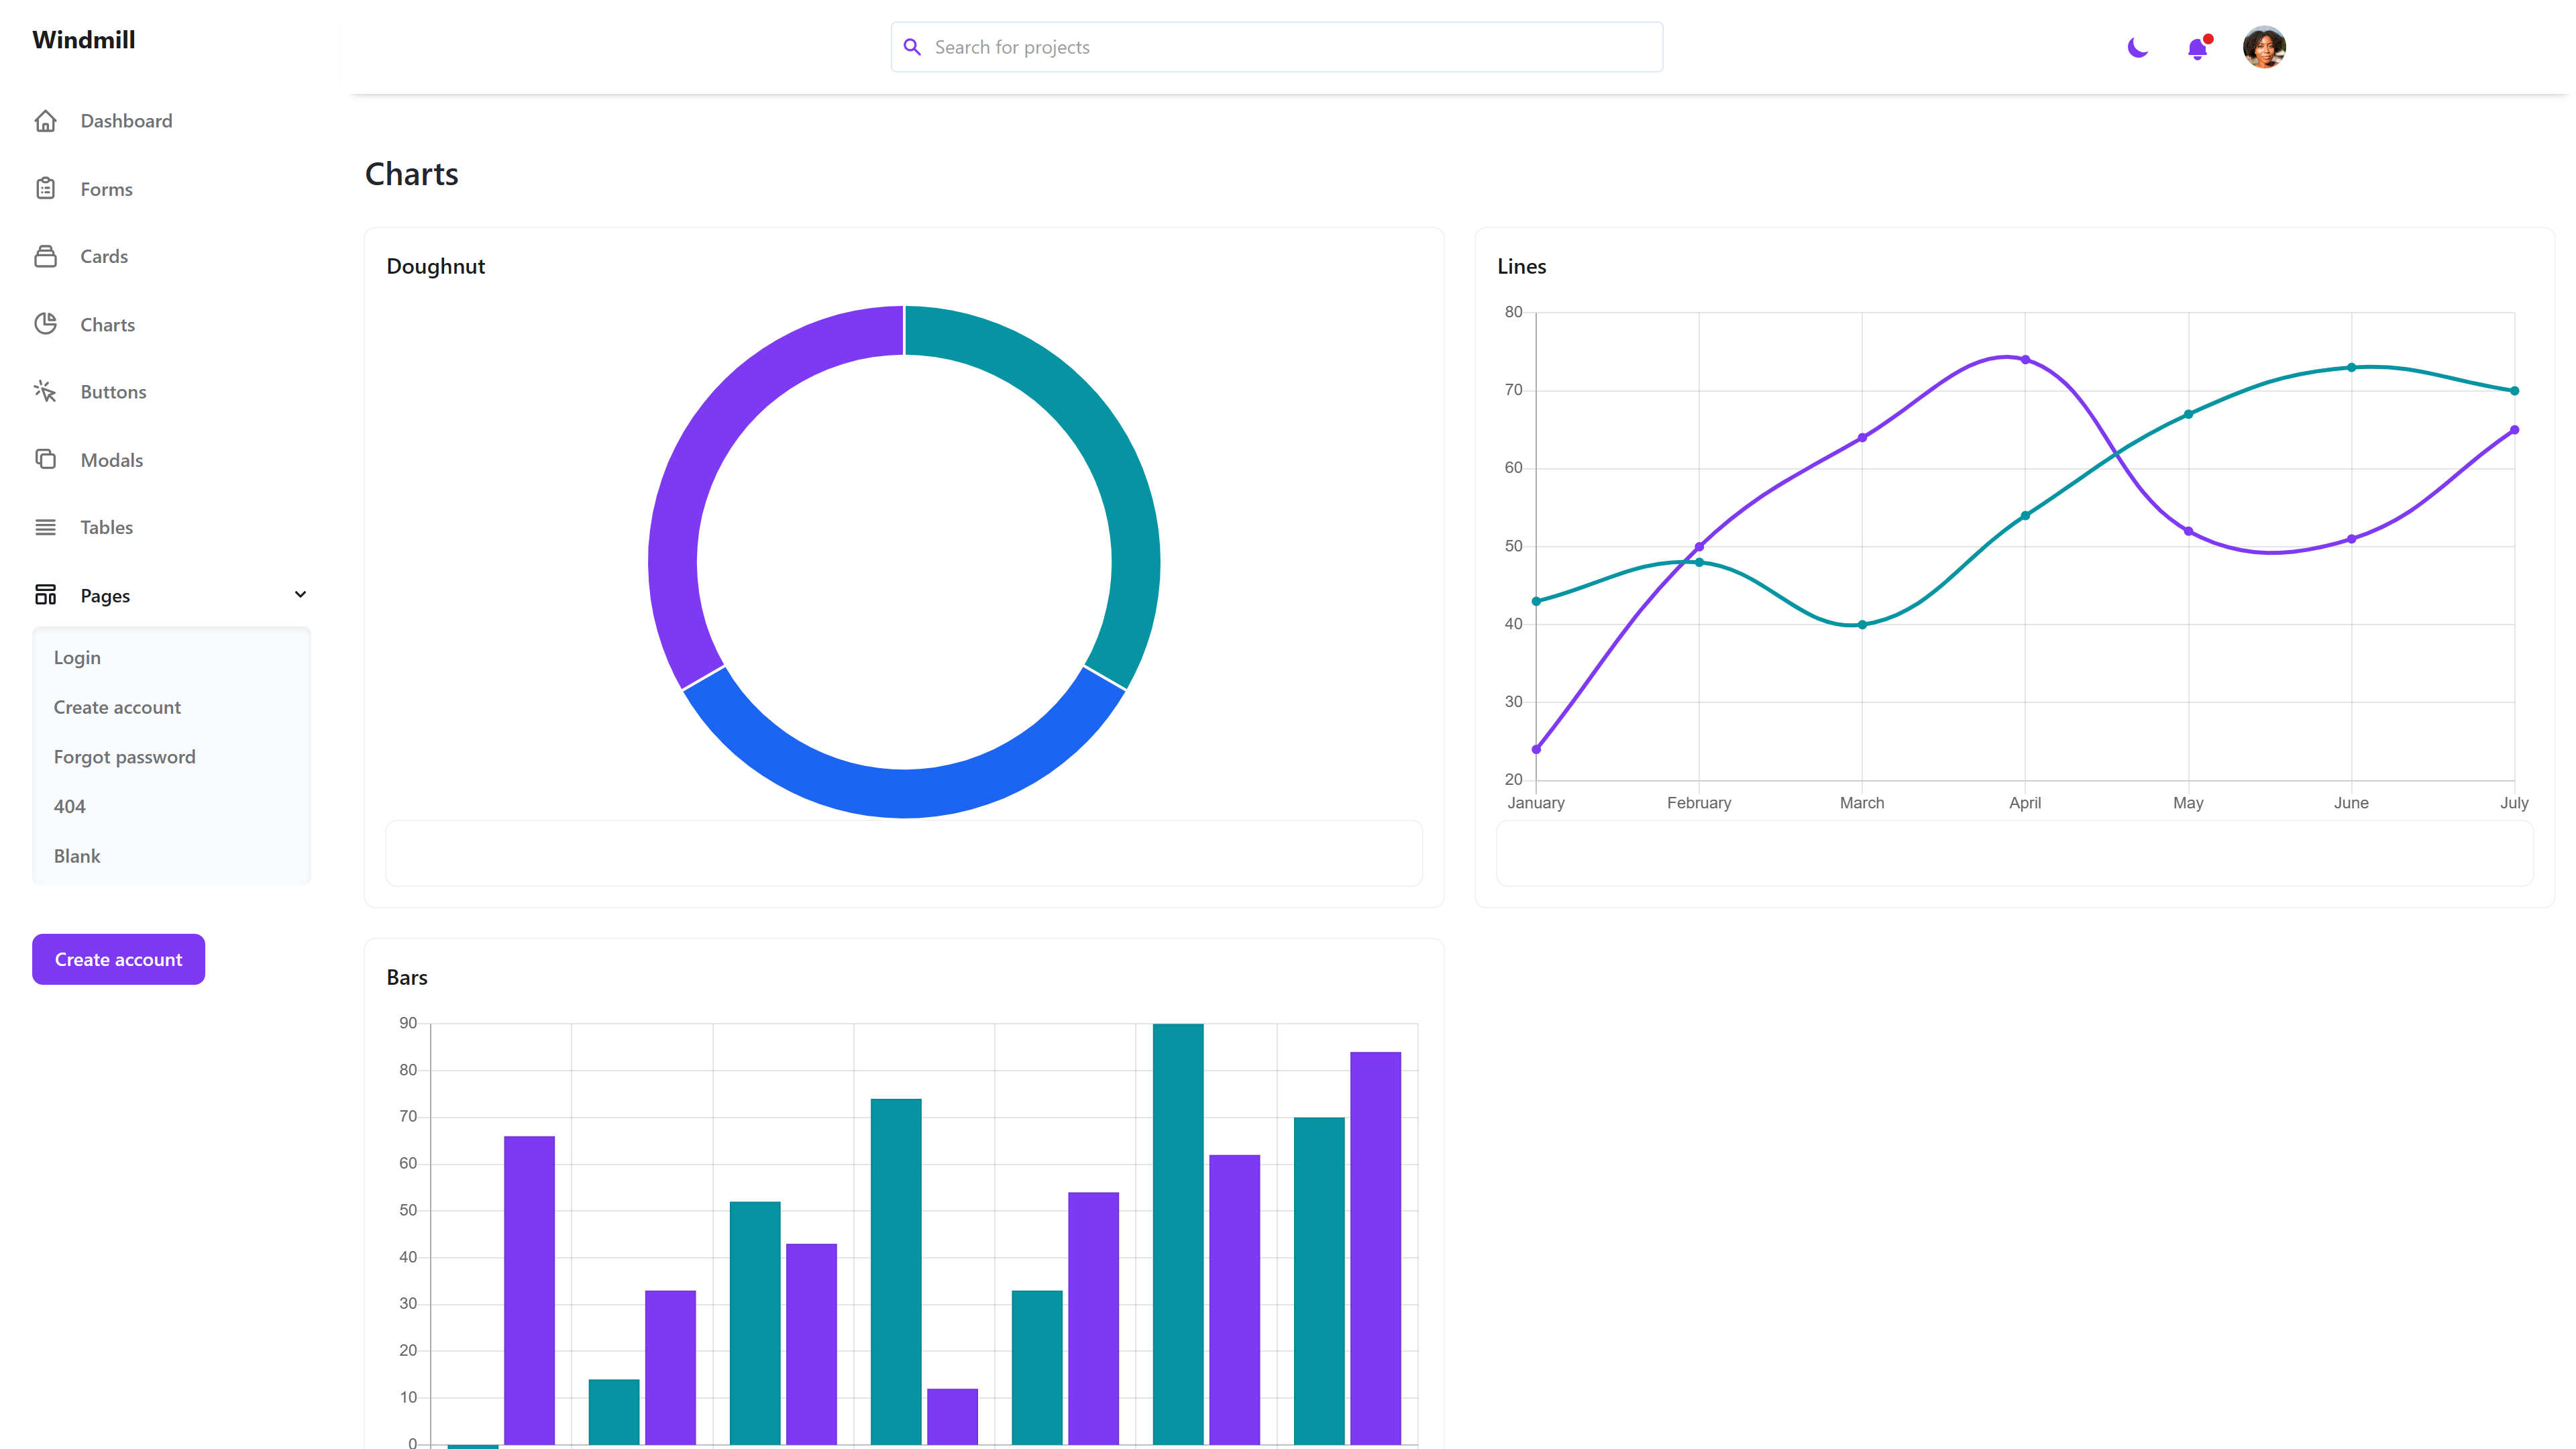 Windmill
Search for projects
Dashboard
Forms
Cards
Charts
Buttons
Modals
Tables
Pages
Login
Create account
Forgot password
404
Blank
Create account
Charts
Doughnut
Lines
80
70
60
50
40
30
20
January February March April May June July
Bars
90
80
70
60
50
40
30
20
10
0